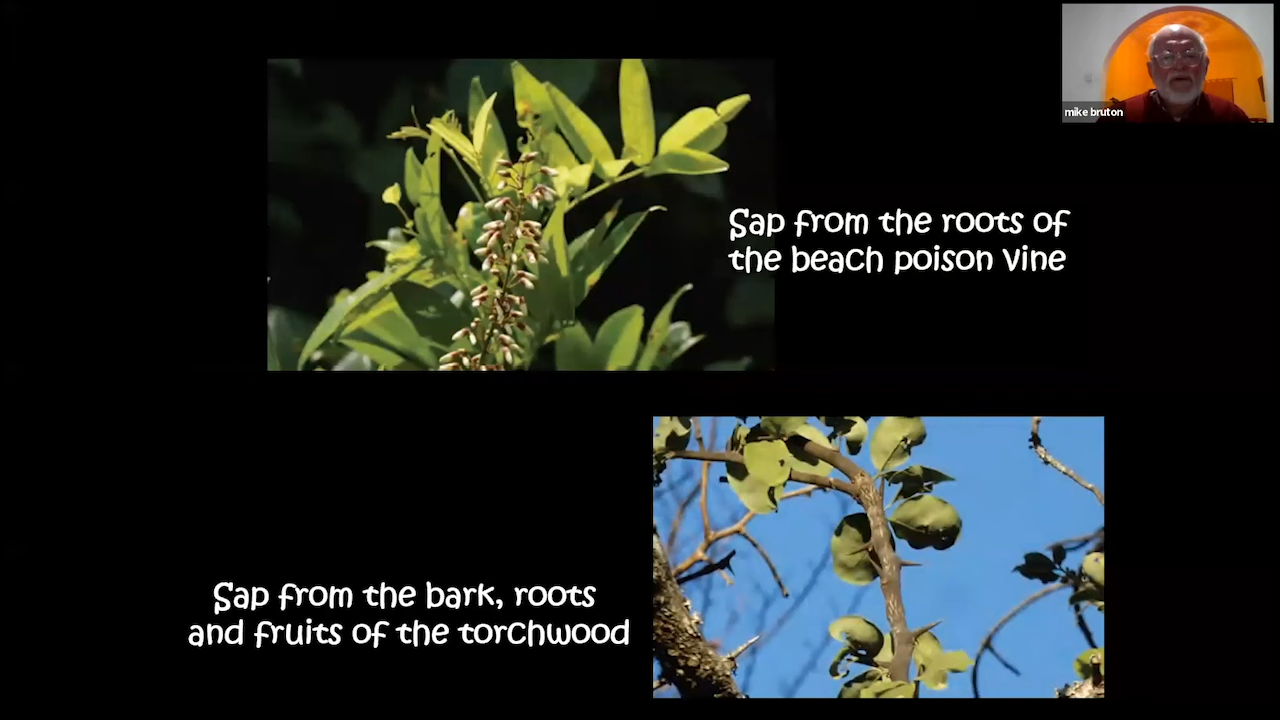 mike bruton
Sap from the roots of
the beach poison vine
Sap from the bark, roots
and fruits of the torchwood